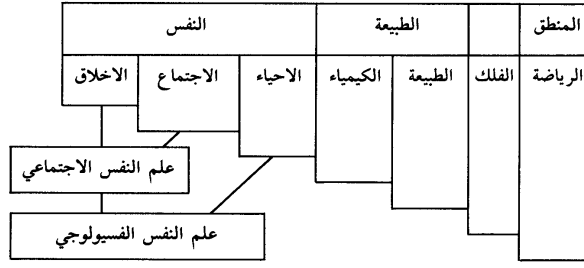 المنطق الطبيعة النفس
الرياضة الفلك الطبيعة الكيمياء الاحياء الاجتماع الاخلاق
علم النفس الاجتماعي
علم النفس الفسيولوجي